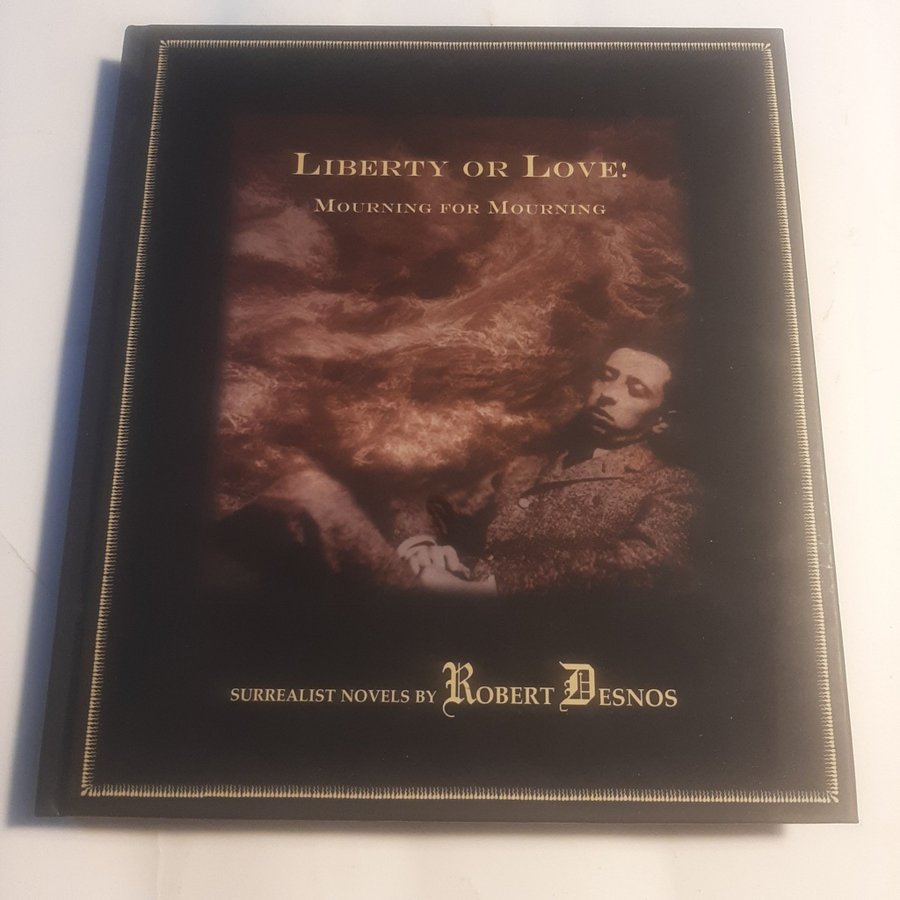 LIBERTY OR LOVE!
MOURNING FOR MOURNING
SURREALIST NOVELS BY ROBERT DESNOS